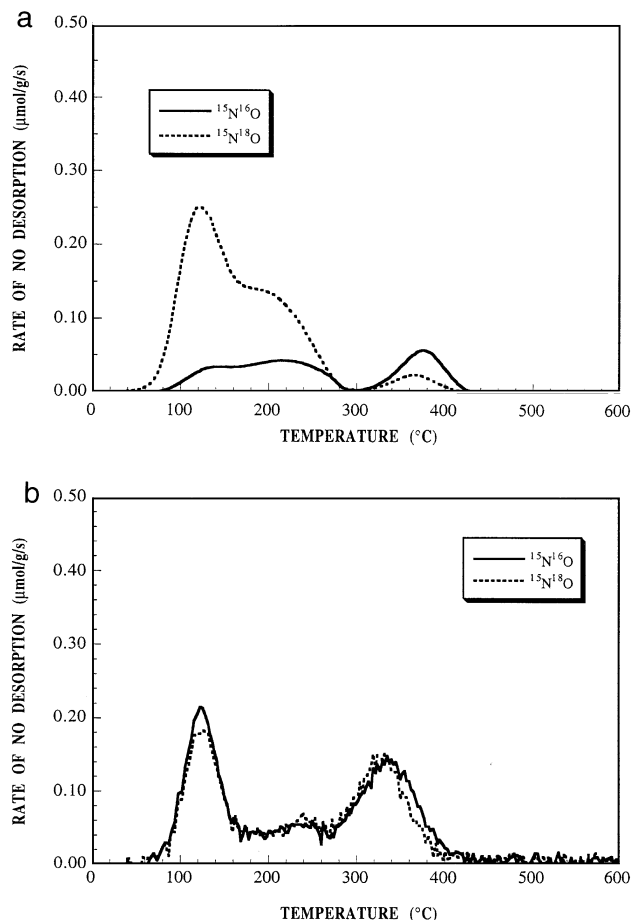 a
RATE OF NO DESORPTION (μmol/g/s)
0.50
0.40
0.30
0.20
0.10
0.00
¹⁵N¹⁶O
¹⁵N¹⁸O
0 100 200 300 400 500 600
TEMPERATURE (°C)
b
RATE OF NO DESORPTION (μmol/g/s)
0.50
0.40
0.30
0.20
0.10
0.00
¹⁵N¹⁶O
¹⁵N¹⁸O
0 100 200 300 400 500 600
TEMPERATURE (°C)